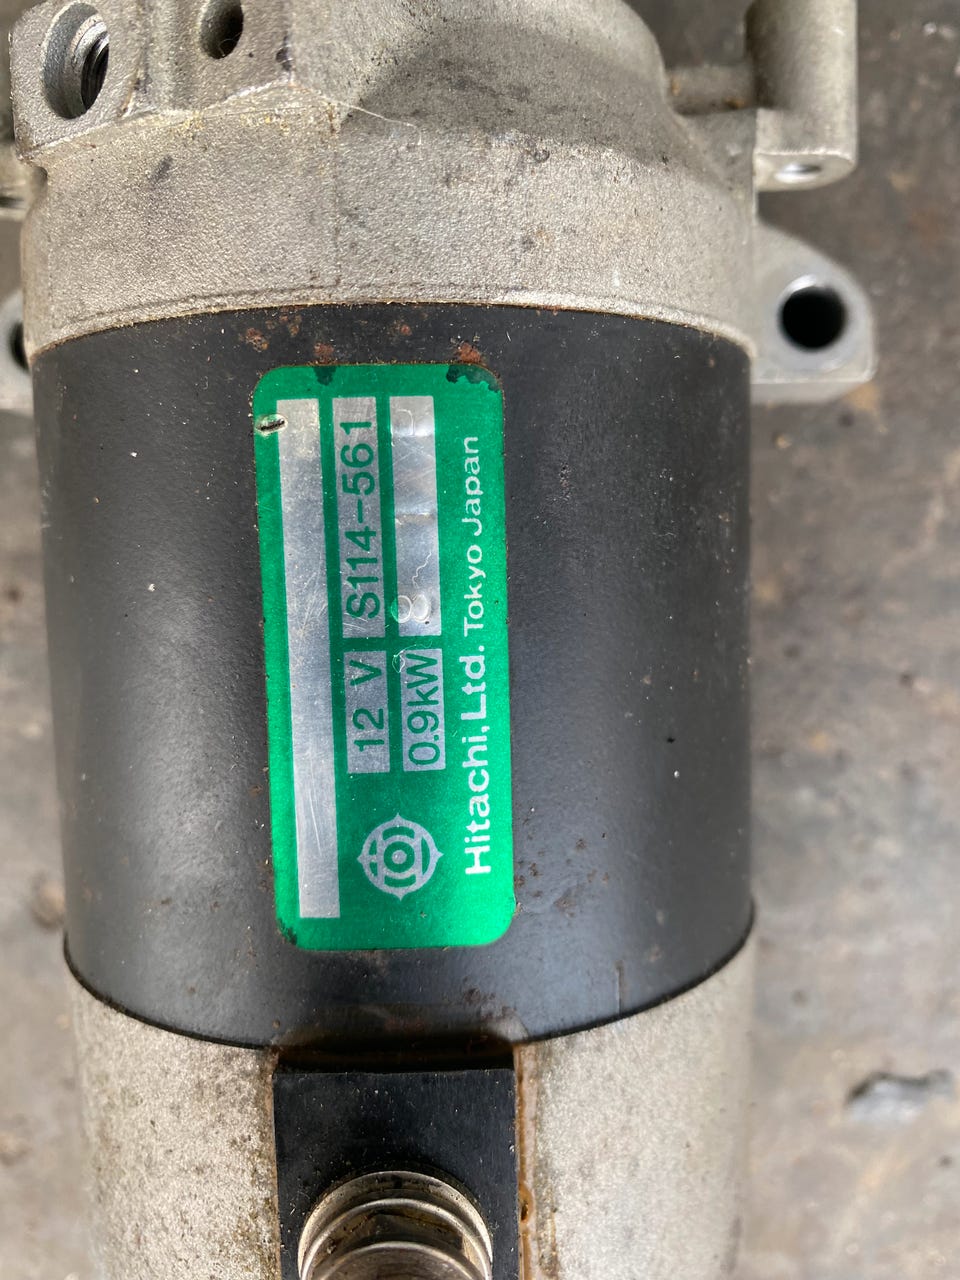 12 V S114-561
0.9kW
Hitachi,Ltd. Tokyo Japan